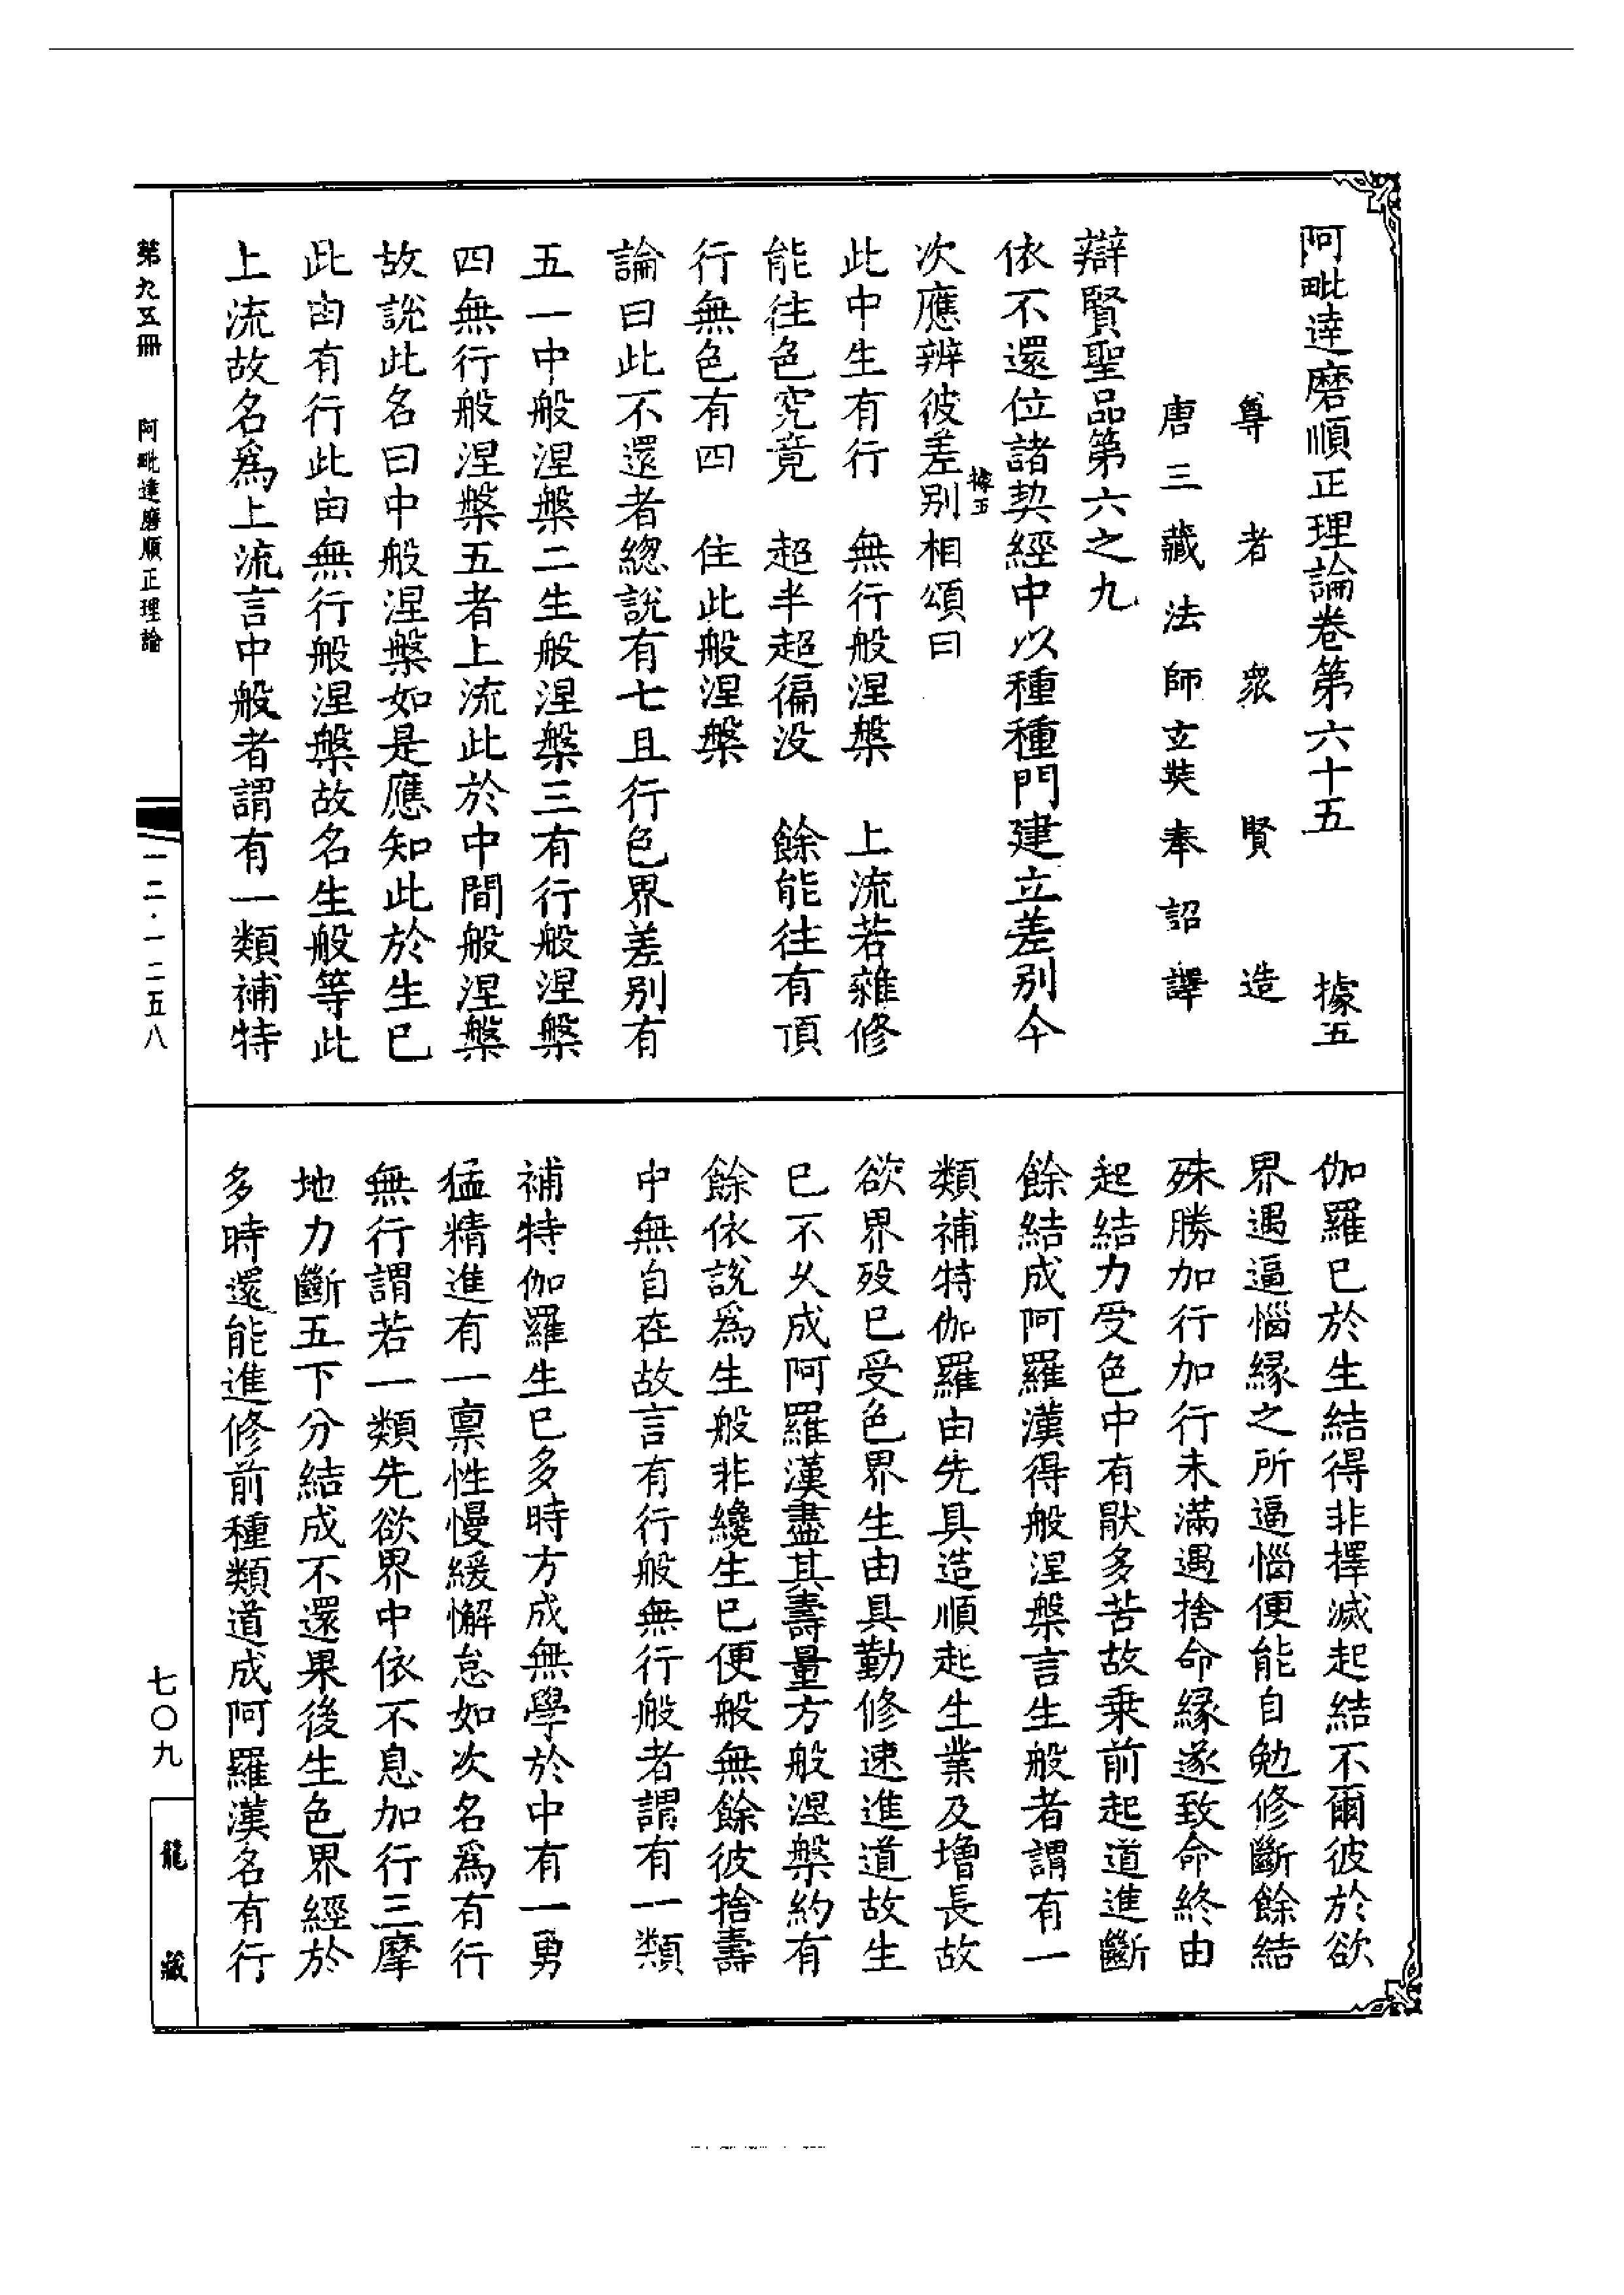 阿毗達磨順正理論卷第六十五　據五
尊者衆賢造
唐三藏法師玄奘奉詔譯
辯賢聖品第六之九
依不還位諸契經中以種種門建立差別今
據五
次應辨彼差别相頌曰
此中生有行　無行般涅槃　上流若雜修
能往色究竟　超半超徧没　餘能往有頂
行無色有四　住此般涅槃
論曰此不還者緫說有七且行色界差别有
五一中般涅槃二生般涅槃三有行般涅槃
四無行般涅槃五者上流此於中間般涅槃
故說此名曰中般涅槃如是應知此於生已
此由有行此由無行般涅槃故名生般等此
上流故名爲上流言中般者謂有一類補特
伽羅已於生結得非擇滅起結不爾彼於欲
界遇逼惱縁之所逼惱便能自勉修斷餘結
殊勝加行加行未滿遇捨命縁遂致命終由
起結力受色中有猒多苦故乗前起道進斷
餘結成阿羅漢得般涅槃言生般者謂有一
類補特伽羅由先具造順起生業及增長故
欲界歿已受色界生由具勤修速進道故生
已不久成阿羅漢盡其壽量方般涅槃約有
餘依說爲生般非纔生已便般無餘彼捨壽
中無自在故言有行般無行般者謂有一類
補特伽羅生已多時方成無學於中有一勇
猛精進有一稟性慢緩懈怠如次名爲有行
無行謂若一類先欲界中依不息加行三摩
地力斷五下分結成不還果後生色界經於
多時還能進修前種類道成阿羅漢名有行
第九五冊　阿毗達磨順正理論
一二·一二五八
七〇九
龍藏